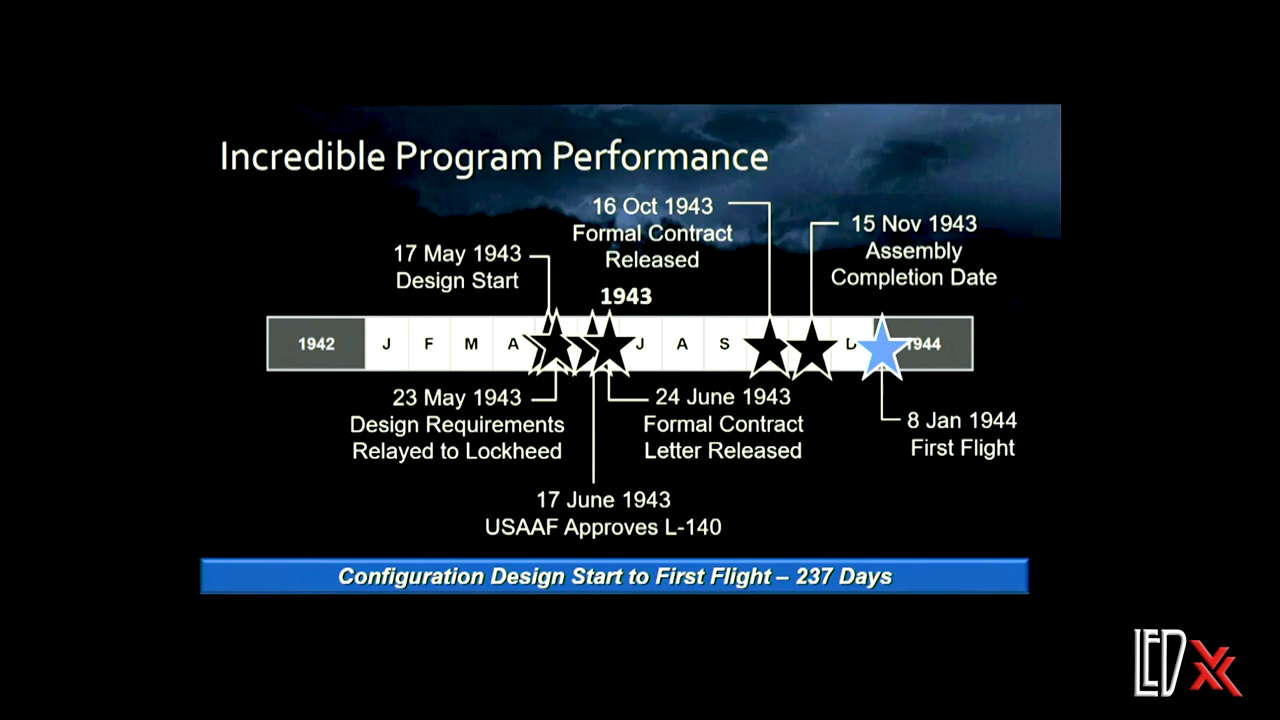 Incredible Program Performance
16 Oct 1943
Formal Contract
Released
15 Nov 1943
Assembly
Completion Date
17 May 1943
Design Start
1943
1942 J F M A J A S D 1944
23 May 1943
Design Requirements
Relayed to Lockheed
24 June 1943
Formal Contract
Letter Released
8 Jan 1944
First Flight
17 June 1943
USAAF Approves L-140
Configuration Design Start to First Flight – 237 Days
LEDX